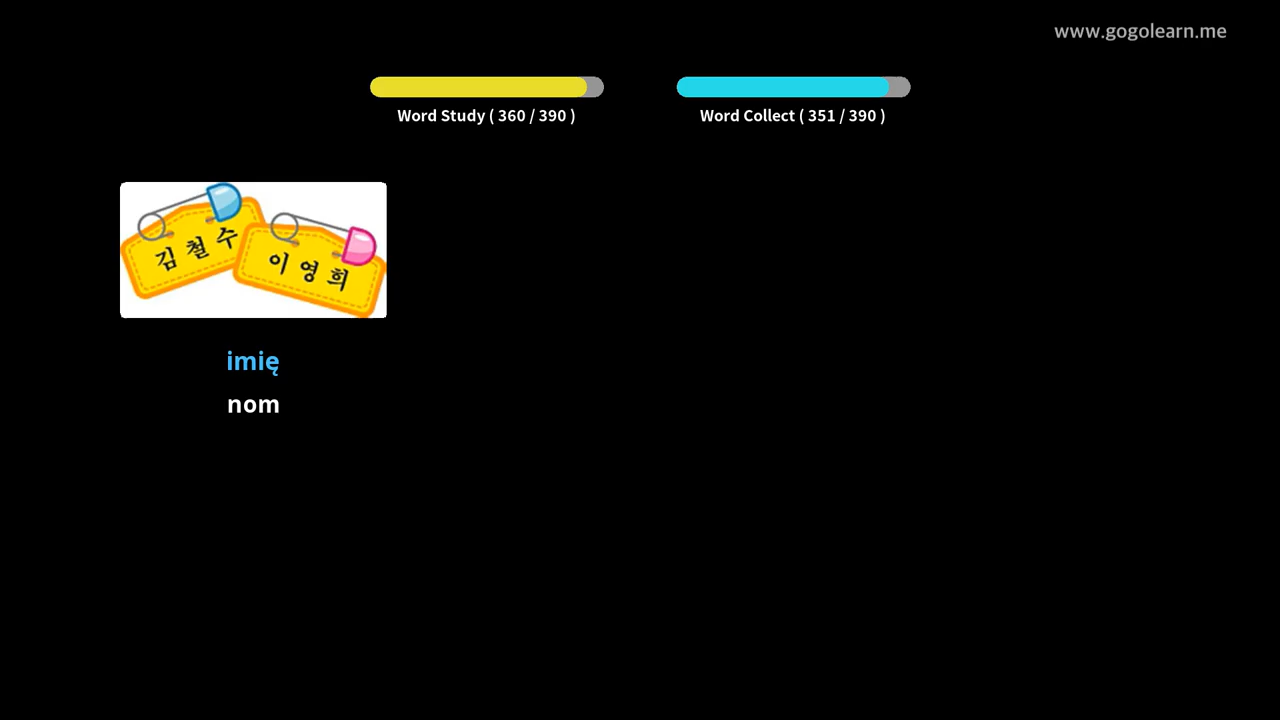 www.gogolearn.me
Word Study ( 360 / 390 )
Word Collect ( 351 / 390 )
김철수
이영희
imię
nom